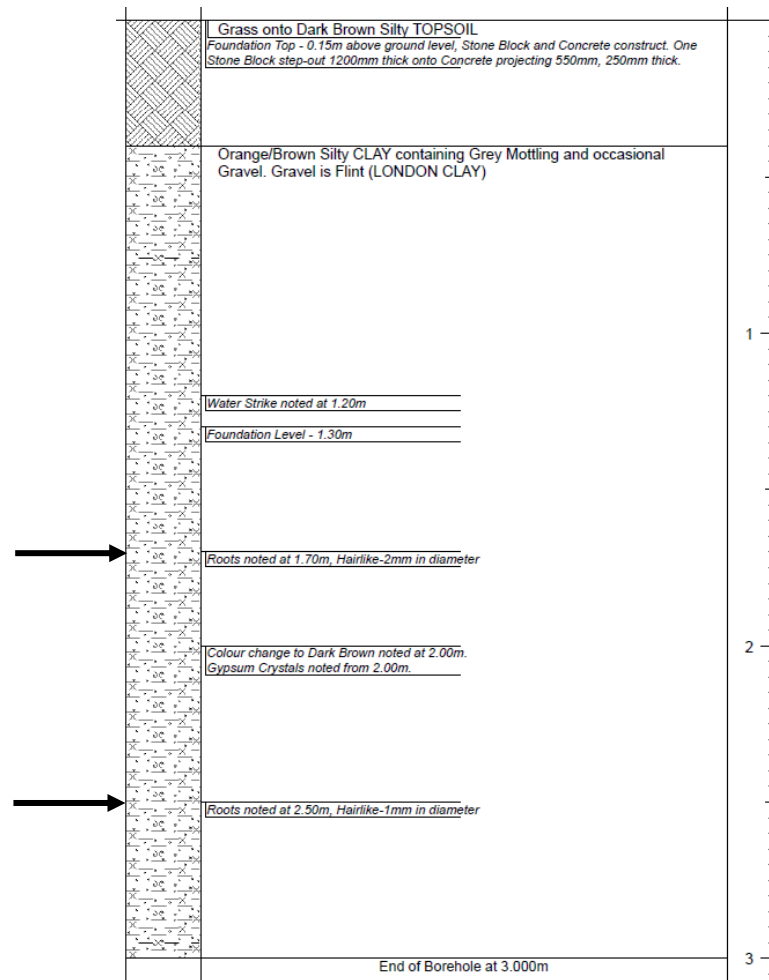 Grass onto Dark Brown Silty TOPSOIL
Foundation Top - 0.15m above ground level, Stone Block and Concrete construct. One
Stone Block step-out 1200mm thick onto Concrete projecting 550mm, 250mm thick.
Orange/Brown Silty CLAY containing Grey Mottling and occasional
Gravel. Gravel is Flint (LONDON CLAY)
1
Water Strike noted at 1.20m
Foundation Level - 1.30m
Roots noted at 1.70m, Hairlike-2mm in diameter
2
Colour change to Dark Brown noted at 2.00m.
Gypsum Crystals noted from 2.00m.
Roots noted at 2.50m, Hairlike-1mm in diameter
3
End of Borehole at 3.000m